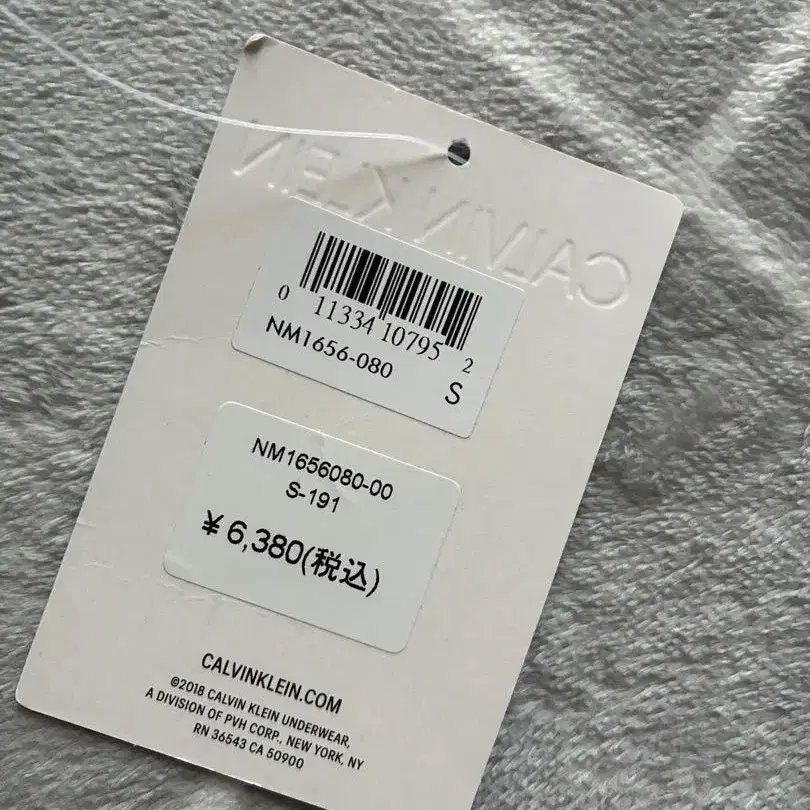 CALVIN KLEIN
0 11334 10795 2
NM1656-080
S
NM1656080-00
S-191
¥6,380(税込)
CALVINKLEIN.COM
©2018 CALVIN KLEIN UNDERWEAR,
A DIVISION OF PVH CORP., NEW YORK, NY
RN 36543 CA 50900